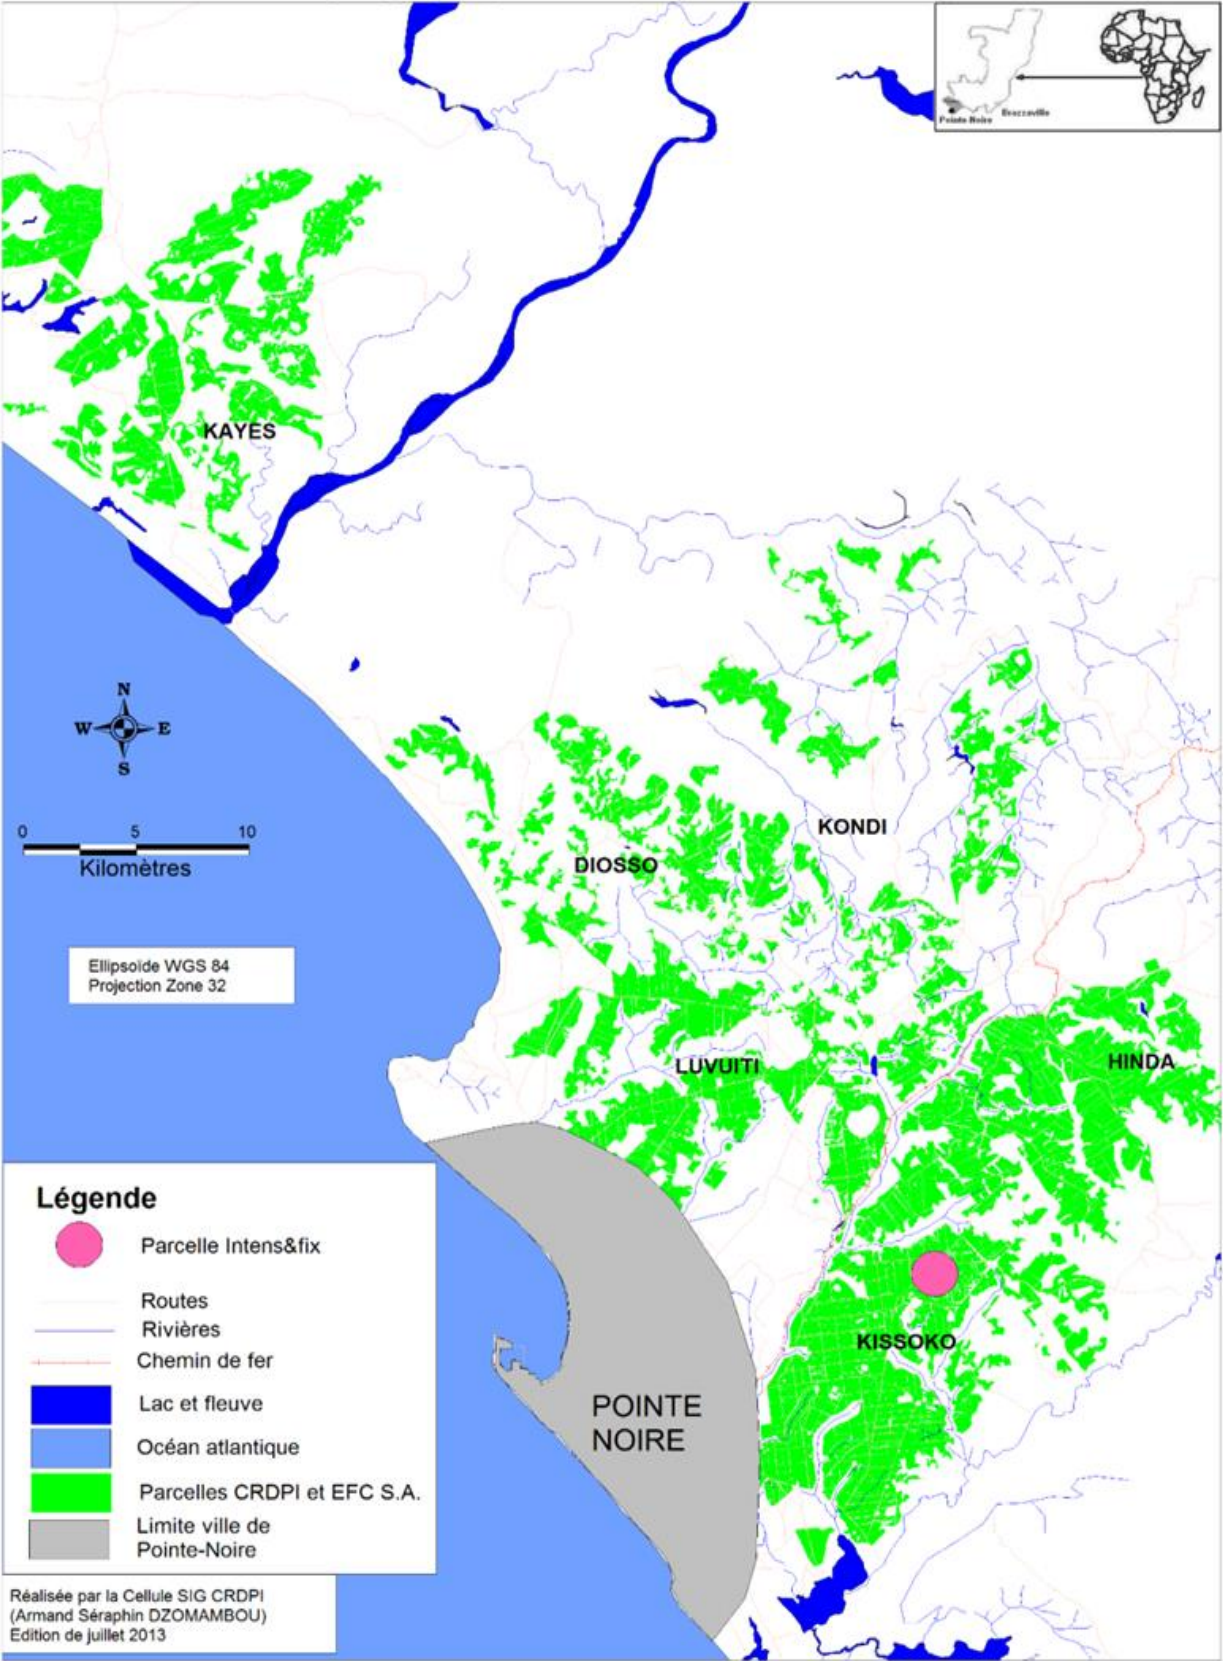 Pointe Noire
Brazzaville
KAYES
N
W E
S
0 5 10
Kilomètres
KONDI
DIOSSO
Ellipsoïde WGS 84
Projection Zone 32
LUVUITI
HINDA
Légende
Parcelle Intens&fix
Routes
Rivières
Chemin de fer
Lac et fleuve
Océan atlantique
Parcelles CRDPI et EFC S.A.
Limite ville de
Pointe-Noire
KISSOKO
POINTE
NOIRE
Réalisée par la Cellule SIG CRDPI
(Armand Séraphin DZOMAMBOU)
Edition de juillet 2013